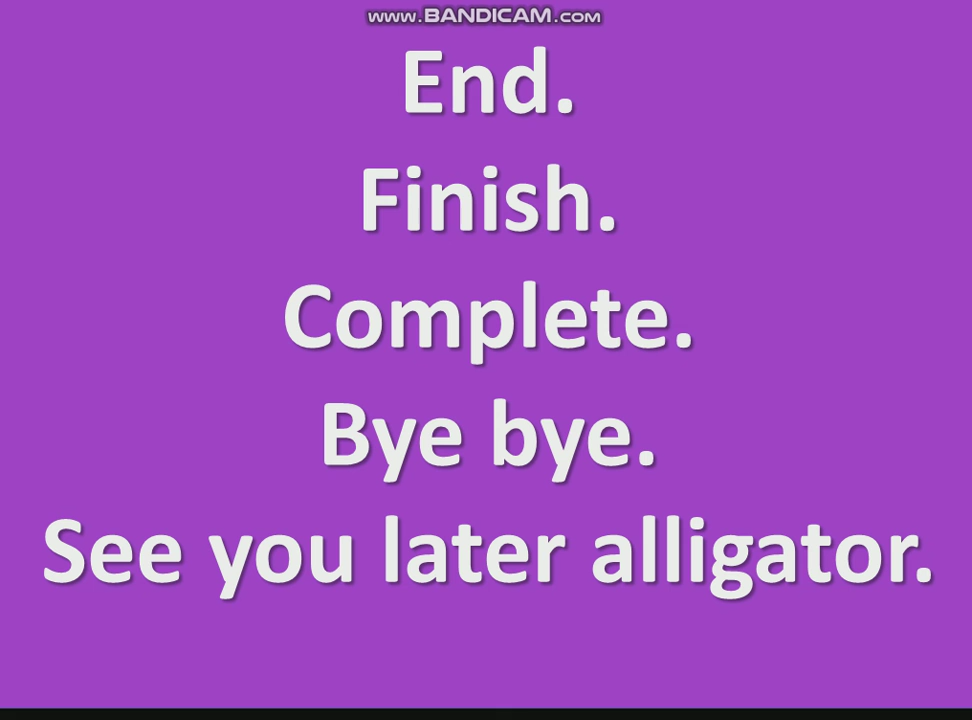 www.BANDICAM.com
End.
Finish.
Complete.
Bye bye.
See you later alligator.